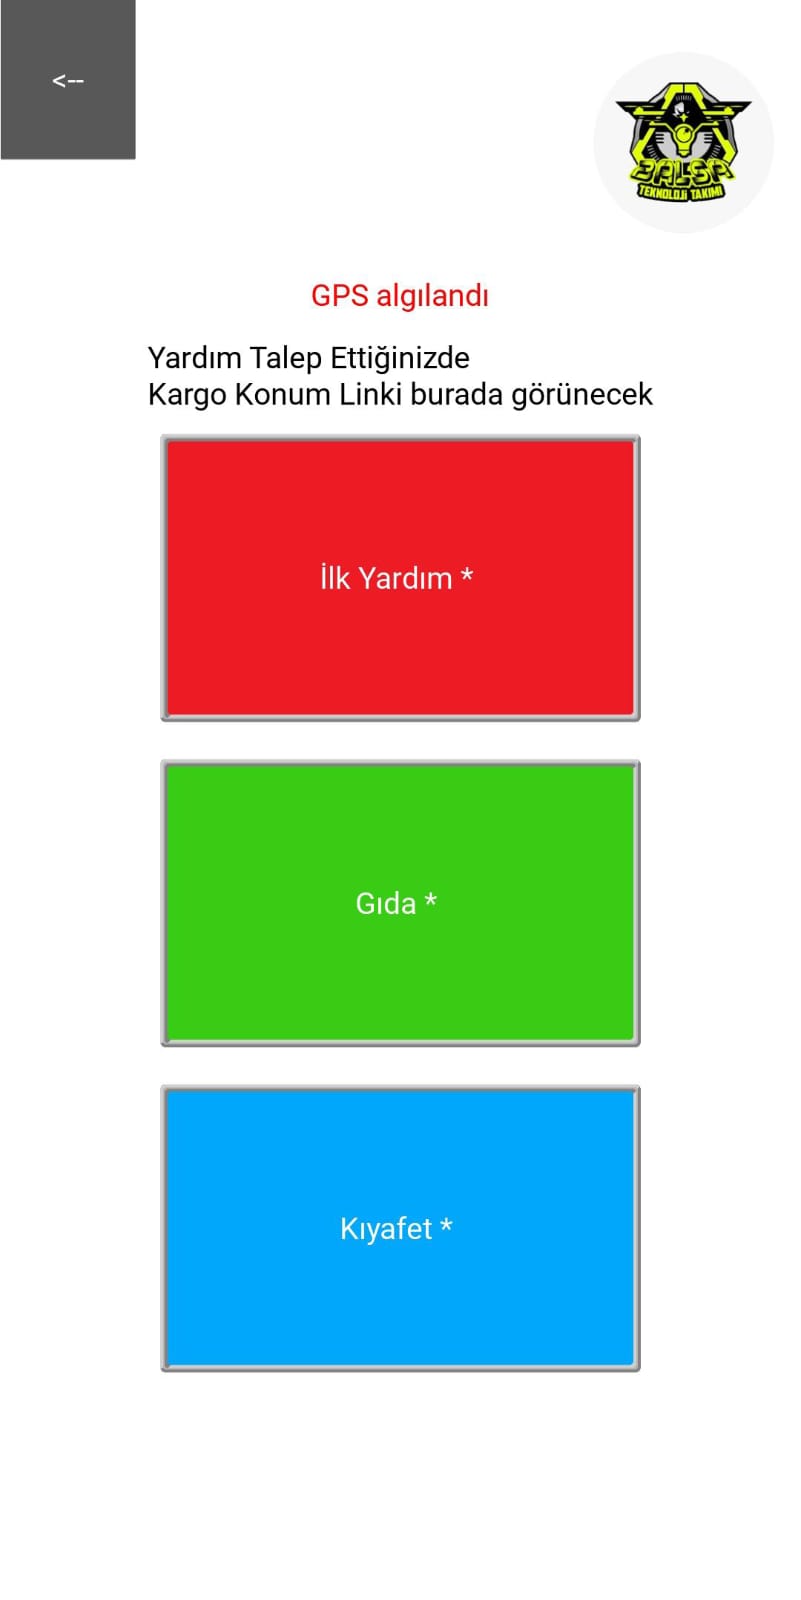 <--
BALSA
TEKNOLOJİ TAKIMI
GPS algılandı
Yardım Talep Ettiğinizde
Kargo Konum Linki burada görünecek
İlk Yardım *
Gıda *
Kıyafet *